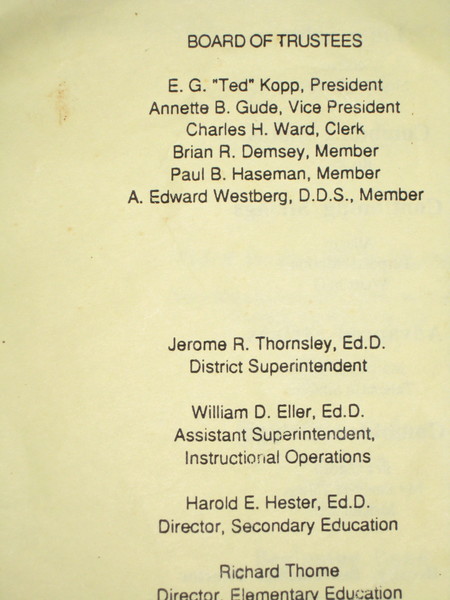 BOARD OF TRUSTEES
E. G. "Ted" Kopp, President
Annette B. Gude, Vice President
Charles H. Ward, Clerk
Brian R. Demsey, Member
Paul B. Haseman, Member
A. Edward Westberg, D.D.S., Member
Jerome R. Thornsley, Ed.D.
District Superintendent
William D. Eller, Ed.D.
Assistant Superintendent,
Instructional Operations
Harold E. Hester, Ed.D.
Director, Secondary Education
Richard Thome
Director, Elementary Education